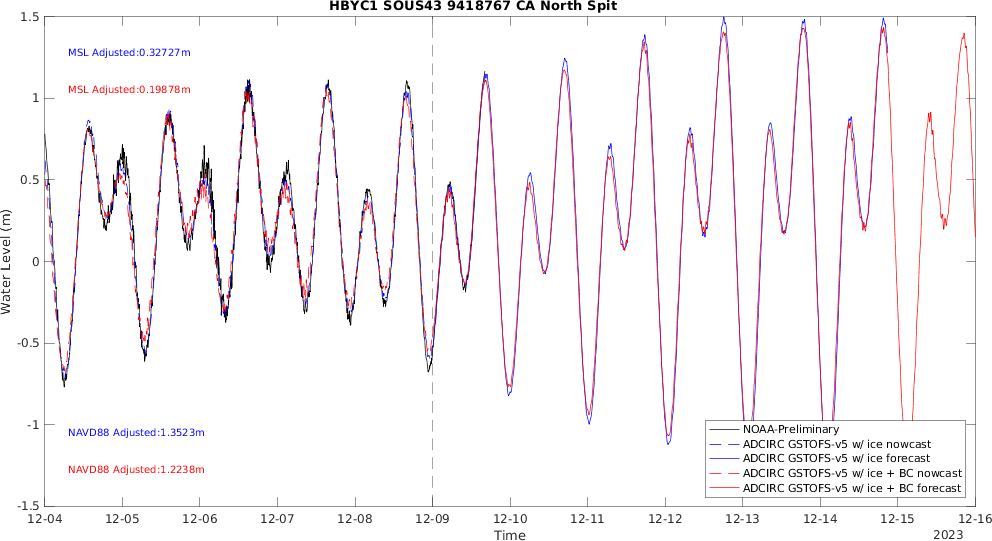 HBYC1 SOUS43 9418767 CA North Spit
1.5
MSL Adjusted:0.32727m
MSL Adjusted:0.19878m
1
0.5
Water Level (m)
0
-0.5
-1
NAVD88 Adjusted:1.3523m
NAVD88 Adjusted:1.2238m
NOAA-Preliminary
ADCIRC GSTOFS-v5 w/ ice nowcast
ADCIRC GSTOFS-v5 w/ ice forecast
ADCIRC GSTOFS-v5 w/ ice + BC nowcast
ADCIRC GSTOFS-v5 w/ ice + BC forecast
-1.5
12-04 12-05 12-06 12-07 12-08 12-09 12-10 12-11 12-12 12-13 12-14 12-15 12-16
Time
2023